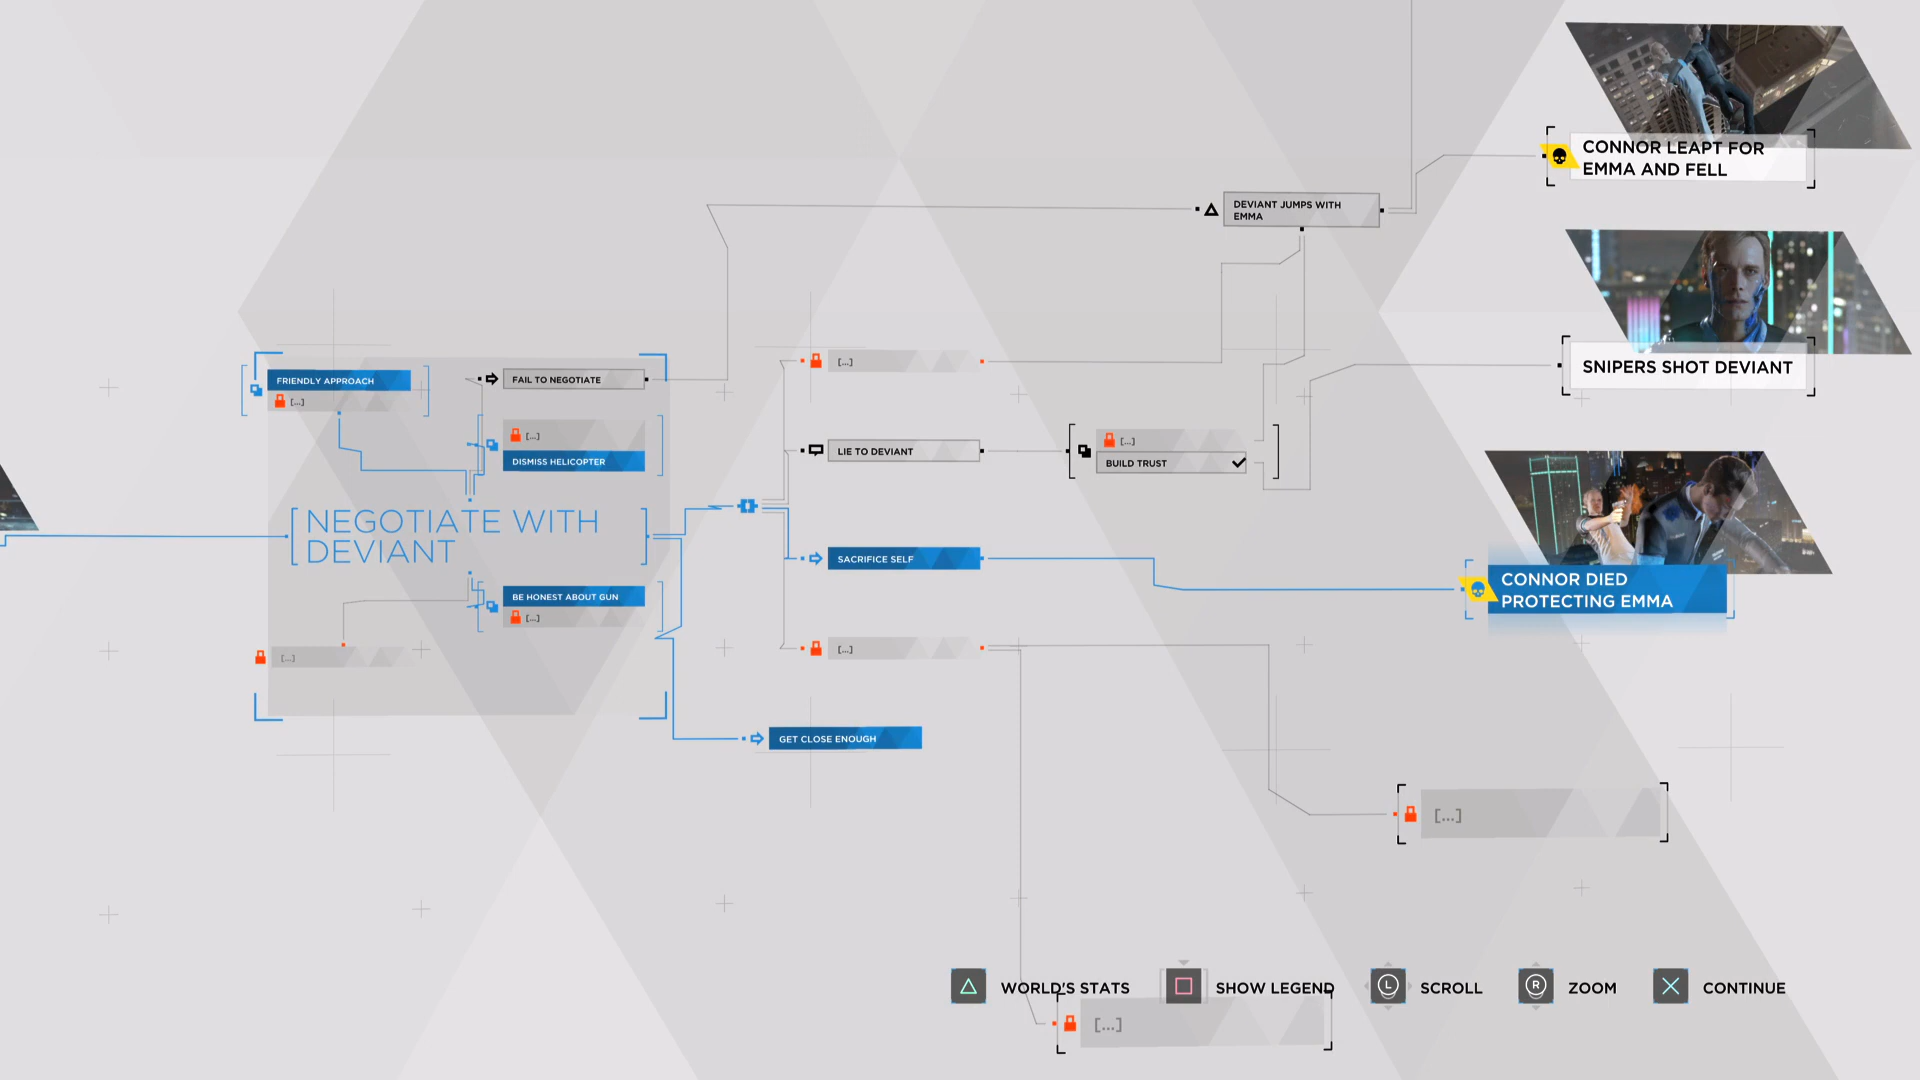 CONNOR LEAPT FOR
EMMA AND FELL
DEVIANT JUMPS WITH
EMMA
SNIPERS SHOT DEVIANT
FRIENDLY APPROACH
[...]
FAIL TO NEGOTIATE
[...]
DISMISS HELICOPTER
NEGOTIATE WITH
DEVIANT
BE HONEST ABOUT GUN
[...]
[...]
[...]
LIE TO DEVIANT
[...]
BUILD TRUST
SACRIFICE SELF
CONNOR DIED
PROTECTING EMMA
[...]
GET CLOSE ENOUGH
[...]
WORLD'S STATS
SHOW LEGEND
L
SCROLL
R
ZOOM
CONTINUE
[...]